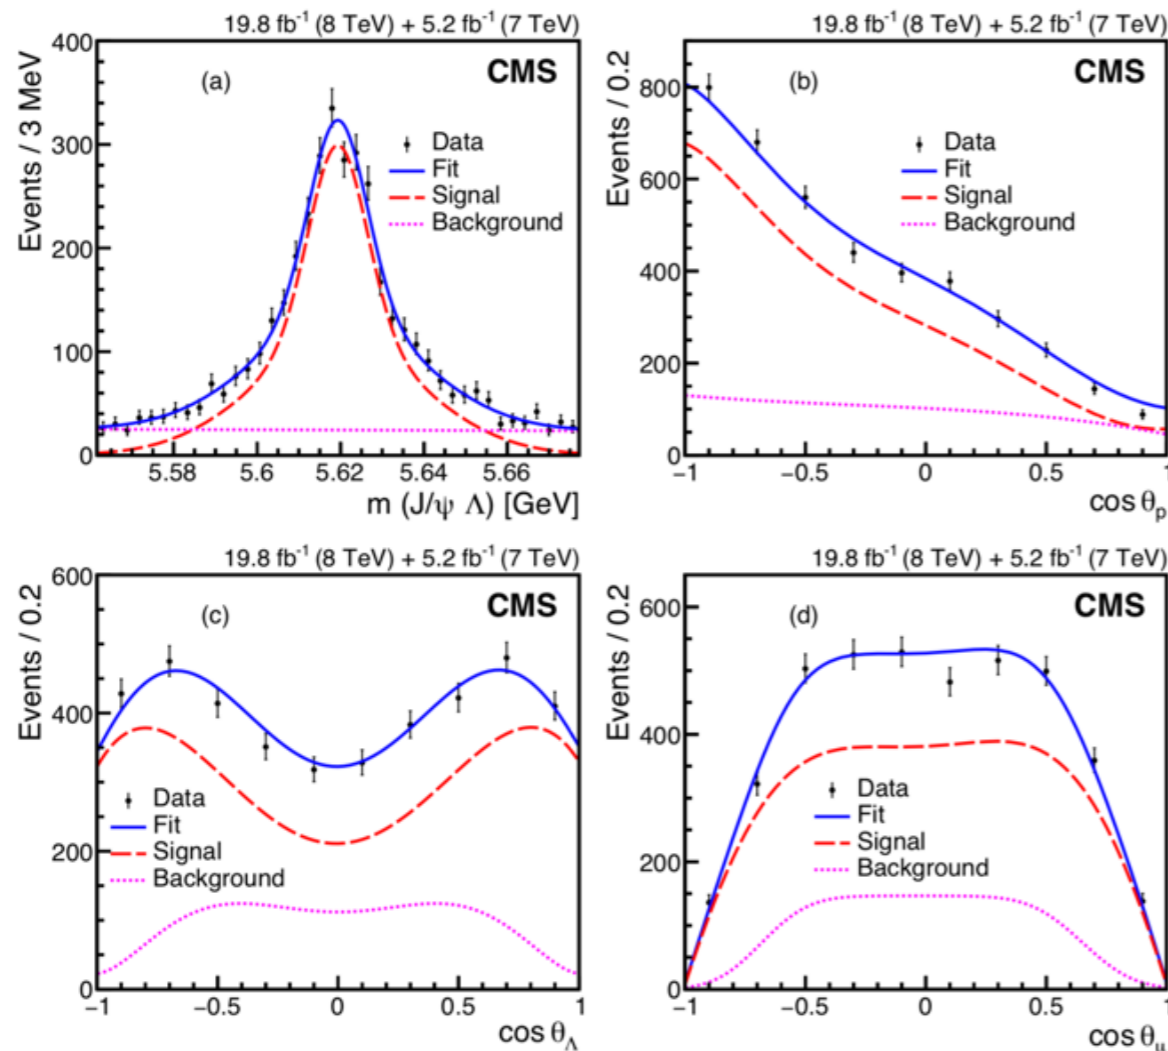 19.8 fb⁻¹ (8 TeV) + 5.2 fb⁻¹ (7 TeV)
CMS
(a)
Events / 3 MeV
400
300
200
100
0
Data
Fit
Signal
Background
5.58 5.6 5.62 5.64 5.66
m (J/ψ Λ) [GeV]
19.8 fb⁻¹ (8 TeV) + 5.2 fb⁻¹ (7 TeV)
CMS
(b)
Events / 0.2
800
600
400
200
0
Data
Fit
Signal
Background
−1 −0.5 0 0.5 1
cos θp
19.8 fb⁻¹ (8 TeV) + 5.2 fb⁻¹ (7 TeV)
CMS
(c)
Events / 0.2
600
400
200
0
Data
Fit
Signal
Background
−1 −0.5 0 0.5 1
cos θΛ
19.8 fb⁻¹ (8 TeV) + 5.2 fb⁻¹ (7 TeV)
CMS
(d)
Events / 0.2
600
400
200
0
Data
Fit
Signal
Background
−1 −0.5 0 0.5 1
cos θμ